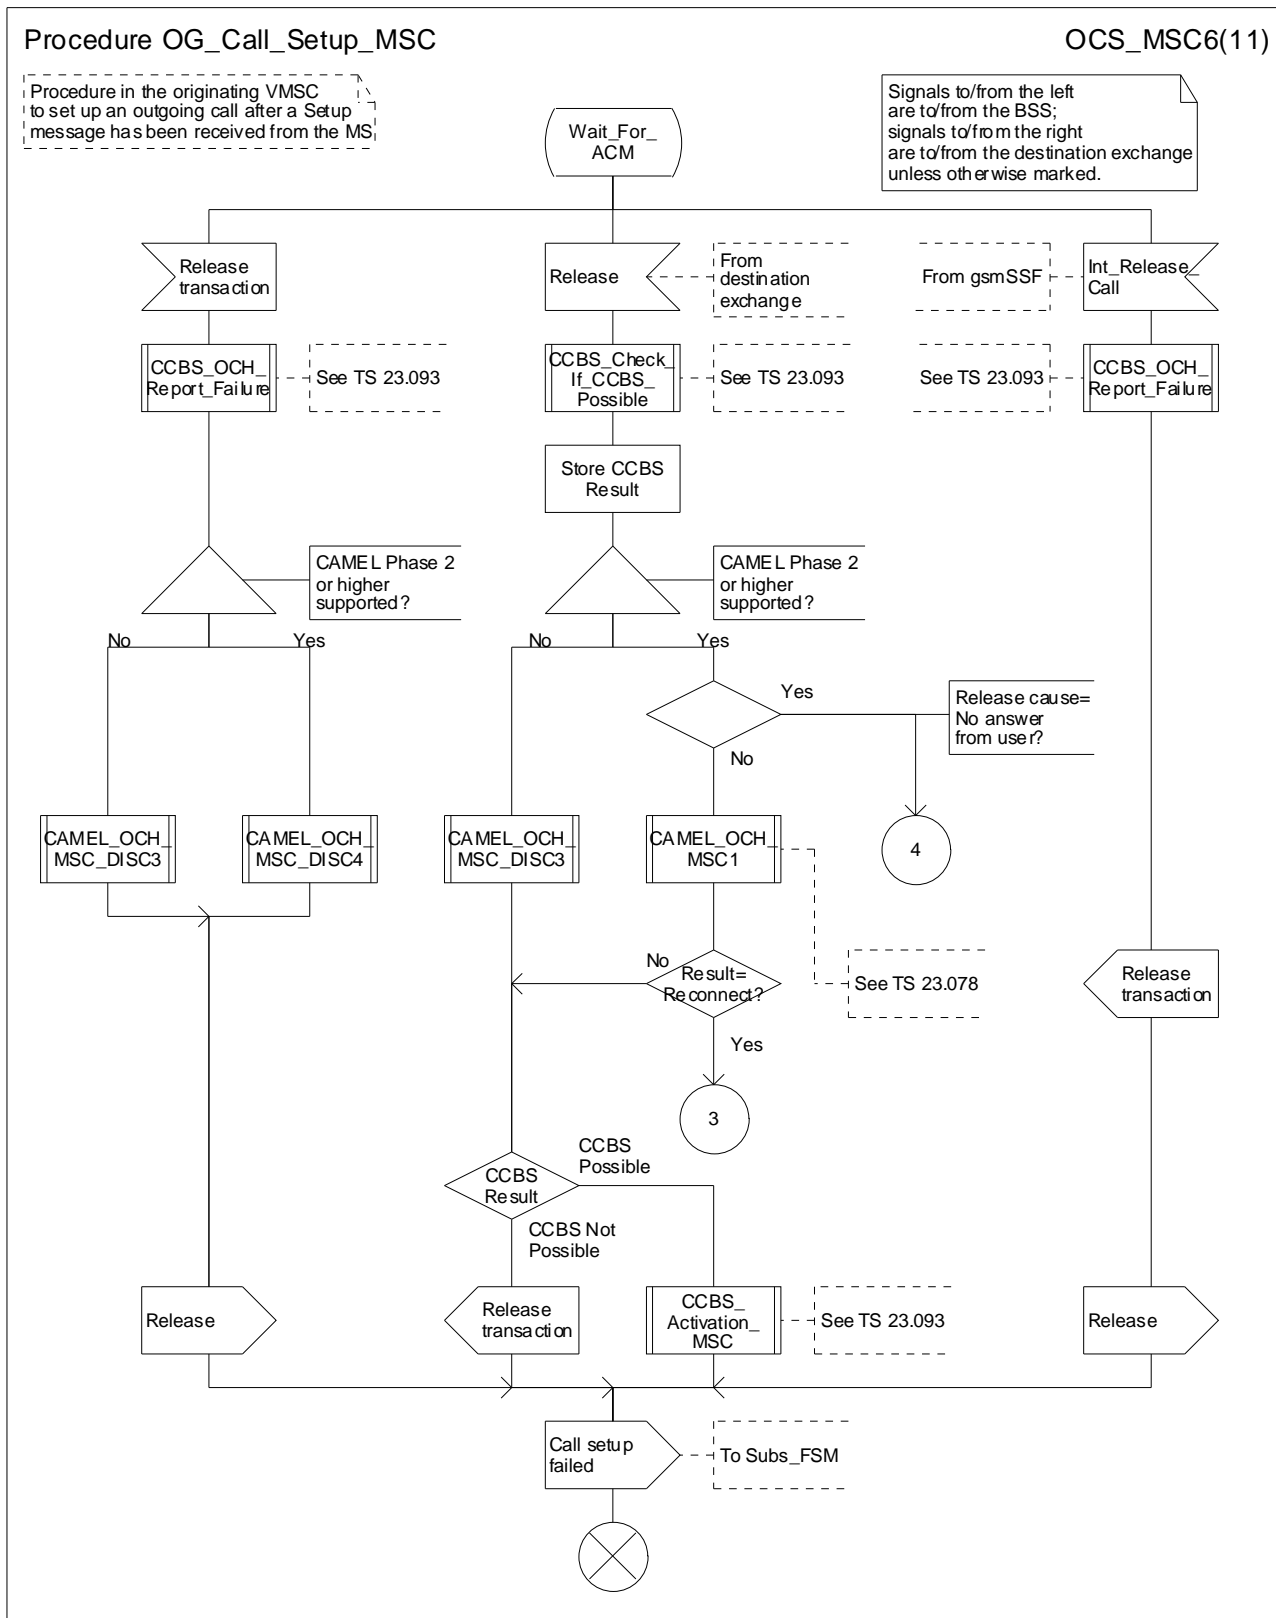 Procedure OG_Call_Setup_MSC
OCS_MSC6(11)
Procedure in the originating VMSC
to set up an outgoing call after a Setup
message has been received from the MS
Signals to/from the left
are to/from the BSS;
signals to/from the right
are to/from the destination exchange
unless otherwise marked.
Wait_For_
ACM
Release
transaction
Release
From
destination
exchange
From gsmSSF
Int_Release_
Call
CCBS_OCH_
Report_Failure
See TS 23.093
CCBS_Check_
If_CCBS_
Possible
See TS 23.093
See TS 23.093
CCBS_OCH_
Report_Failure
Store CCBS
Result
CAMEL Phase 2
or higher
supported?
CAMEL Phase 2
or higher
supported?
No
Yes
No
Yes
Yes
Release cause=
No answer
from user?
No
CAMEL_OCH_
MSC_DISC3
CAMEL_OCH_
MSC_DISC4
CAMEL_OCH_
MSC_DISC3
CAMEL_OCH_
MSC1
4
No
Result=
Reconnect?
See TS 23.078
Release
transaction
Yes
3
CCBS
Possible
CCBS
Result
CCBS Not
Possible
Release
Release
transaction
CCBS_
Activation_
MSC
See TS 23.093
Release
Call setup
failed
To Subs_FSM